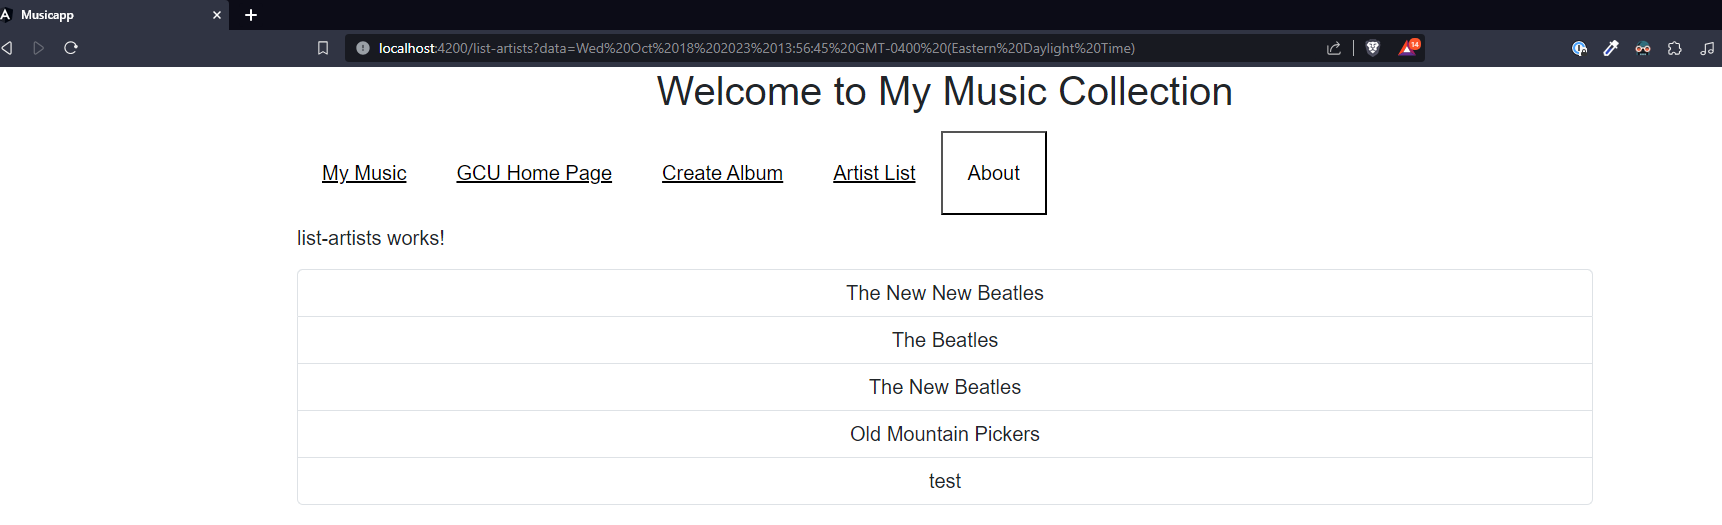 Musicapp
localhost:4200/list-artists?data=Wed%20Oct%2018%202023%2013:56:45%20GMT-0400%20(Eastern%20Daylight%20Time)
14
Welcome to My Music Collection
My Music GCU Home Page Create Album Artist List About
list-artists works!
The New New Beatles
The Beatles
The New Beatles
Old Mountain Pickers
test